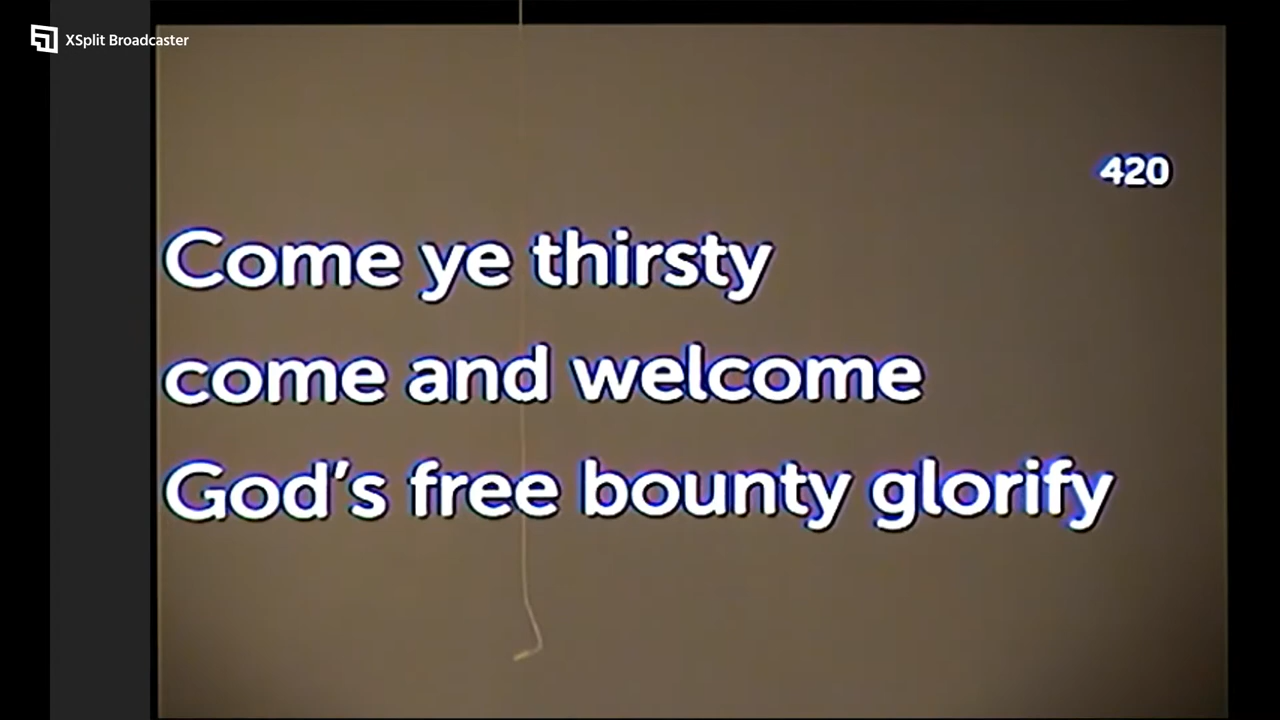 XSplit Broadcaster
420
Come ye thirsty
come and welcome
God's free bounty glorify